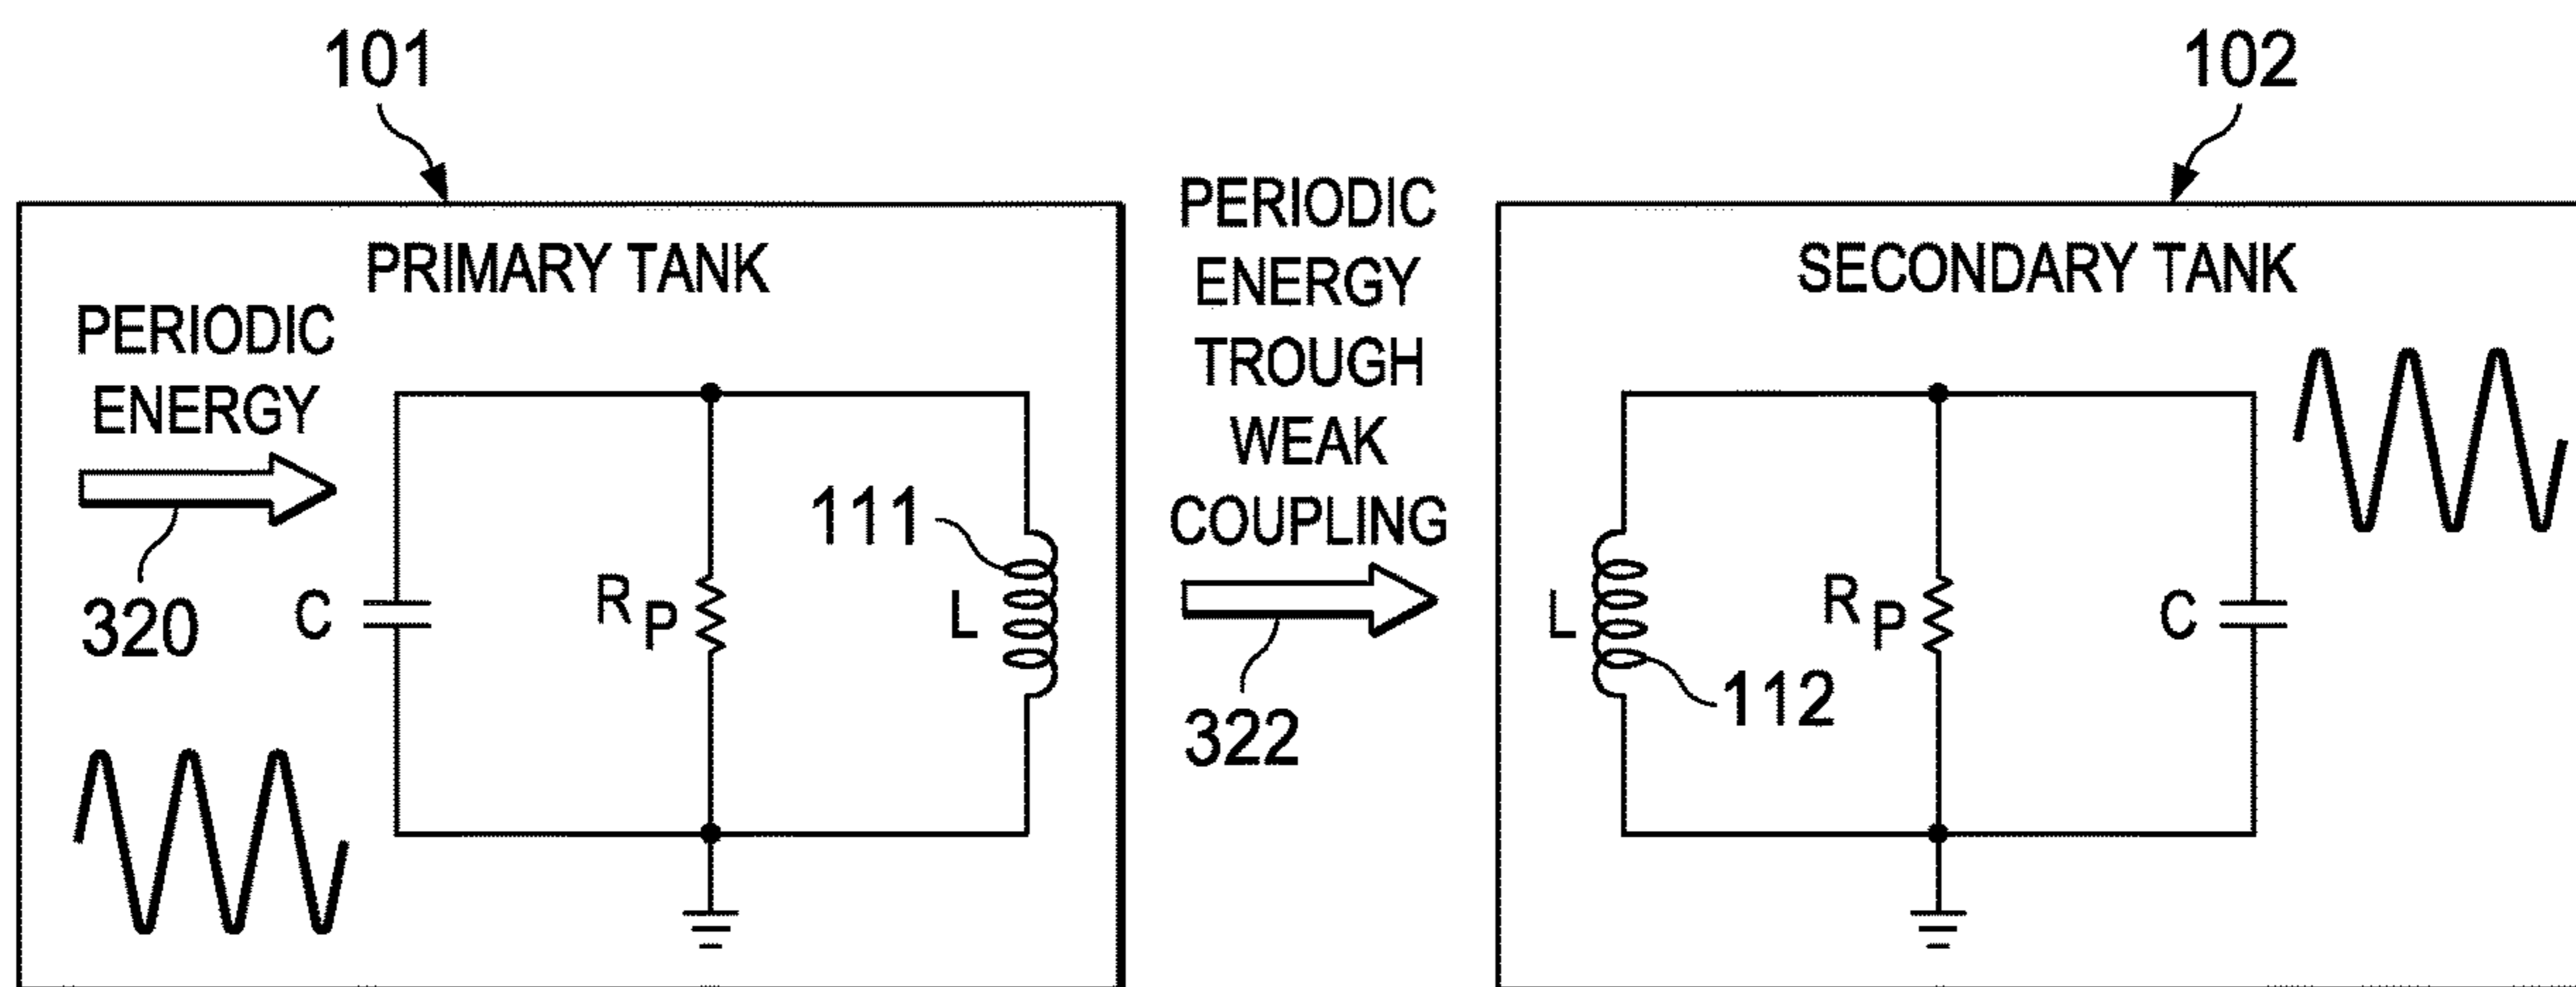 101
102
PRIMARY TANK
PERIODIC
ENERGY
320
C
RP
111
L
PERIODIC
ENERGY
TROUGH
WEAK
COUPLING
322
SECONDARY TANK
L
112
RP
C